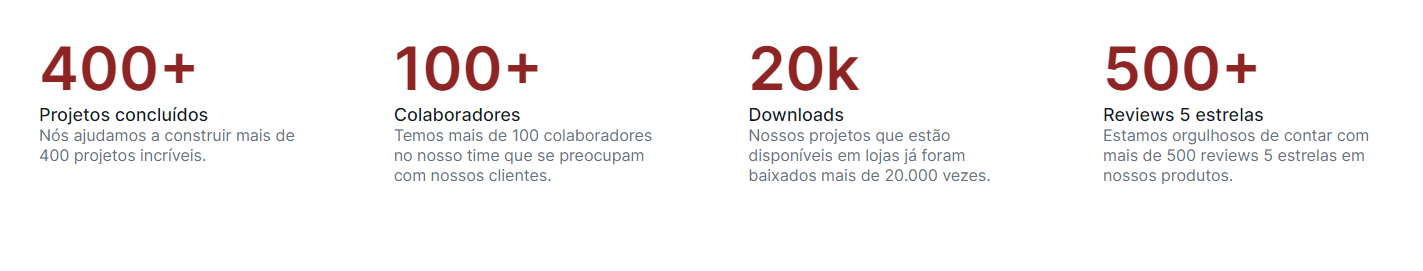 400+
Projetos concluídos
Nós ajudamos a construir mais de
400 projetos incríveis.
100+
Colaboradores
Temos mais de 100 colaboradores
no nosso time que se preocupam
com nossos clientes.
20k
Downloads
Nossos projetos que estão
disponíveis em lojas já foram
baixados mais de 20.000 vezes.
500+
Reviews 5 estrelas
Estamos orgulhosos de contar com
mais de 500 reviews 5 estrelas em
nossos produtos.